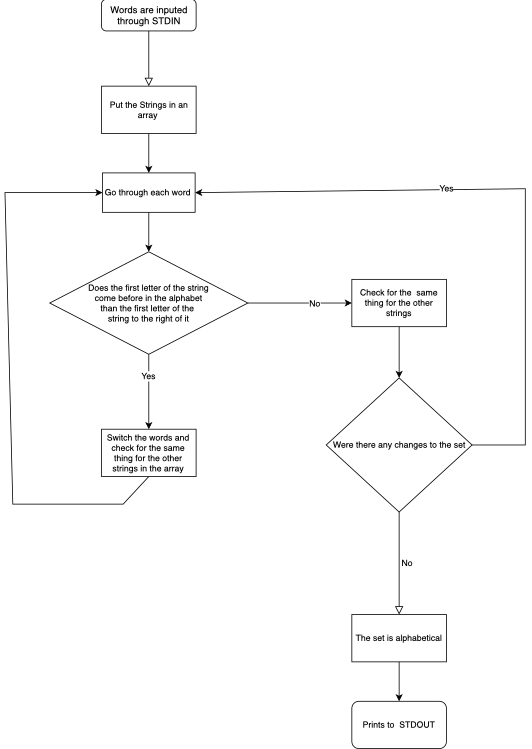 Words are inputed
through STDIN
Put the Strings in an
array
Go through each word
Yes
Does the first letter of the string
come before in the alphabet
than the first letter of the
string to the right of it
No
Check for the same
thing for the other
strings
Yes
Switch the words and
check for the same
thing for the other
strings in the array
Were there any changes to the set
No
The set is alphabetical
Prints to STDOUT